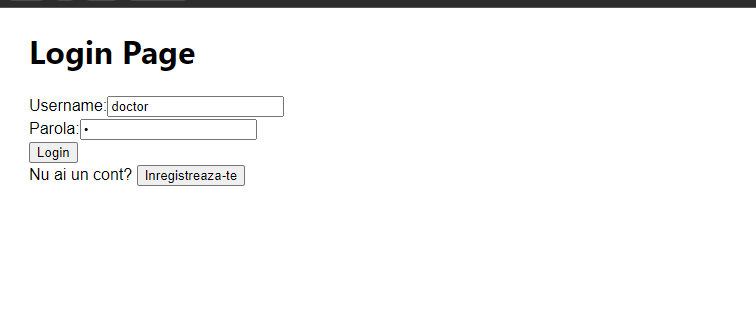 Login Page
Username: doctor
Parola: •
Login
Nu ai un cont? Inregistreaza-te